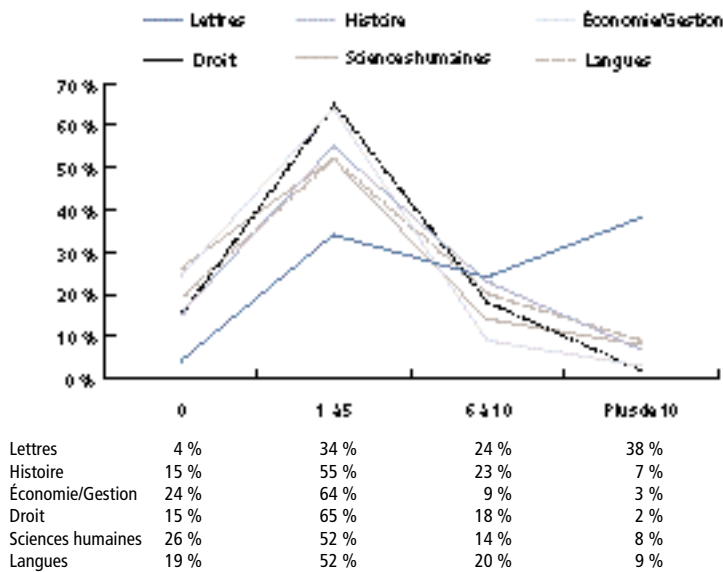 Lettres Histoire Économie/Gestion
Droit Sciences humaines Langues
70 %
60 %
50 %
40 %
30 %
20 %
10 %
0 %
0 1 à 5 6 à 10 Plus de 10
Lettres 4 % 34 % 24 % 38 %
Histoire 15 % 55 % 23 % 7 %
Économie/Gestion 24 % 64 % 9 % 3 %
Droit 15 % 65 % 18 % 2 %
Sciences humaines 26 % 52 % 14 % 8 %
Langues 19 % 52 % 20 % 9 %